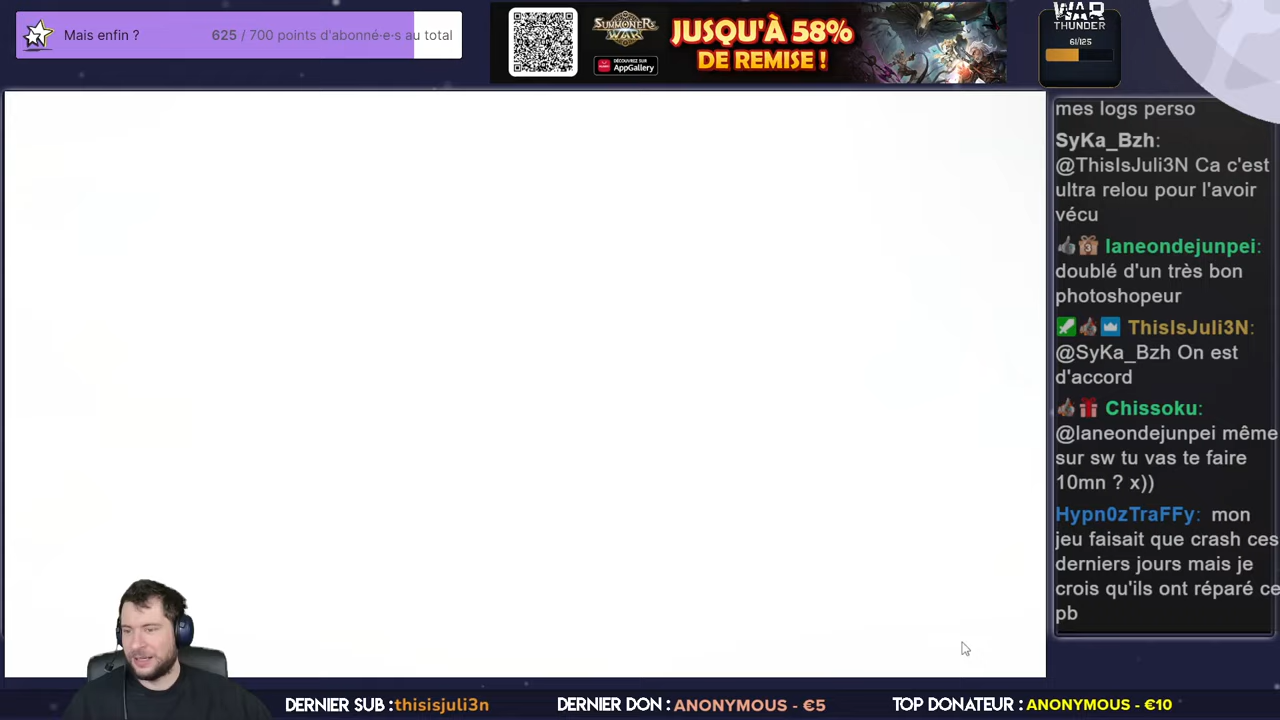 Mais enfin ?
625 / 700 points d'abonné·e·s au total
SUMMONERS
WAR
DÉCOUVREZ SUR
AppGallery
JUSQU'À 58%
DE REMISE !
WAR
THUNDER
61/125
mes logs perso
SyKa_Bzh:
@ThisIsJuli3N Ca c'est
ultra relou pour l'avoir
vécu
3 laneondejunpei:
doublé d'un très bon
photoshopeur
ThisIsJuli3N:
@SyKa_Bzh On est
d'accord
Chissoku:
@laneondejunpei même
sur sw tu vas te faire
10mn ? x))
Hypn0zTraFFy: mon
jeu faisait que crash ces
derniers jours mais je
crois qu'ils ont réparé ce
pb
DERNIER SUB : thisisjuli3n
DERNIER DON : ANONYMOUS - €5
TOP DONATEUR : ANONYMOUS - €10